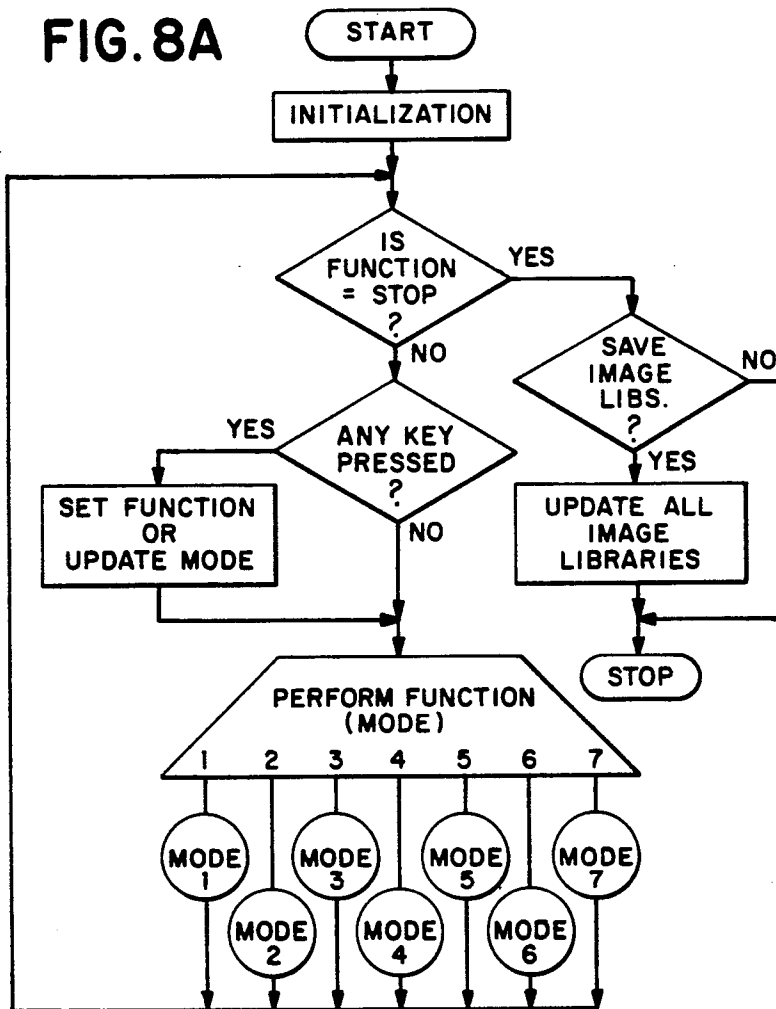 FIG. 8A
START
INITIALIZATION
IS
FUNCTION
= STOP
?
YES
NO
SAVE
IMAGE
LIBS.
?
NO
YES
ANY KEY
PRESSED
?
YES
NO
SET FUNCTION
OR
UPDATE MODE
UPDATE ALL
IMAGE
LIBRARIES
STOP
PERFORM FUNCTION
(MODE)
1 2 3 4 5 6 7
MODE
1
MODE
2
MODE
3
MODE
4
MODE
5
MODE
6
MODE
7